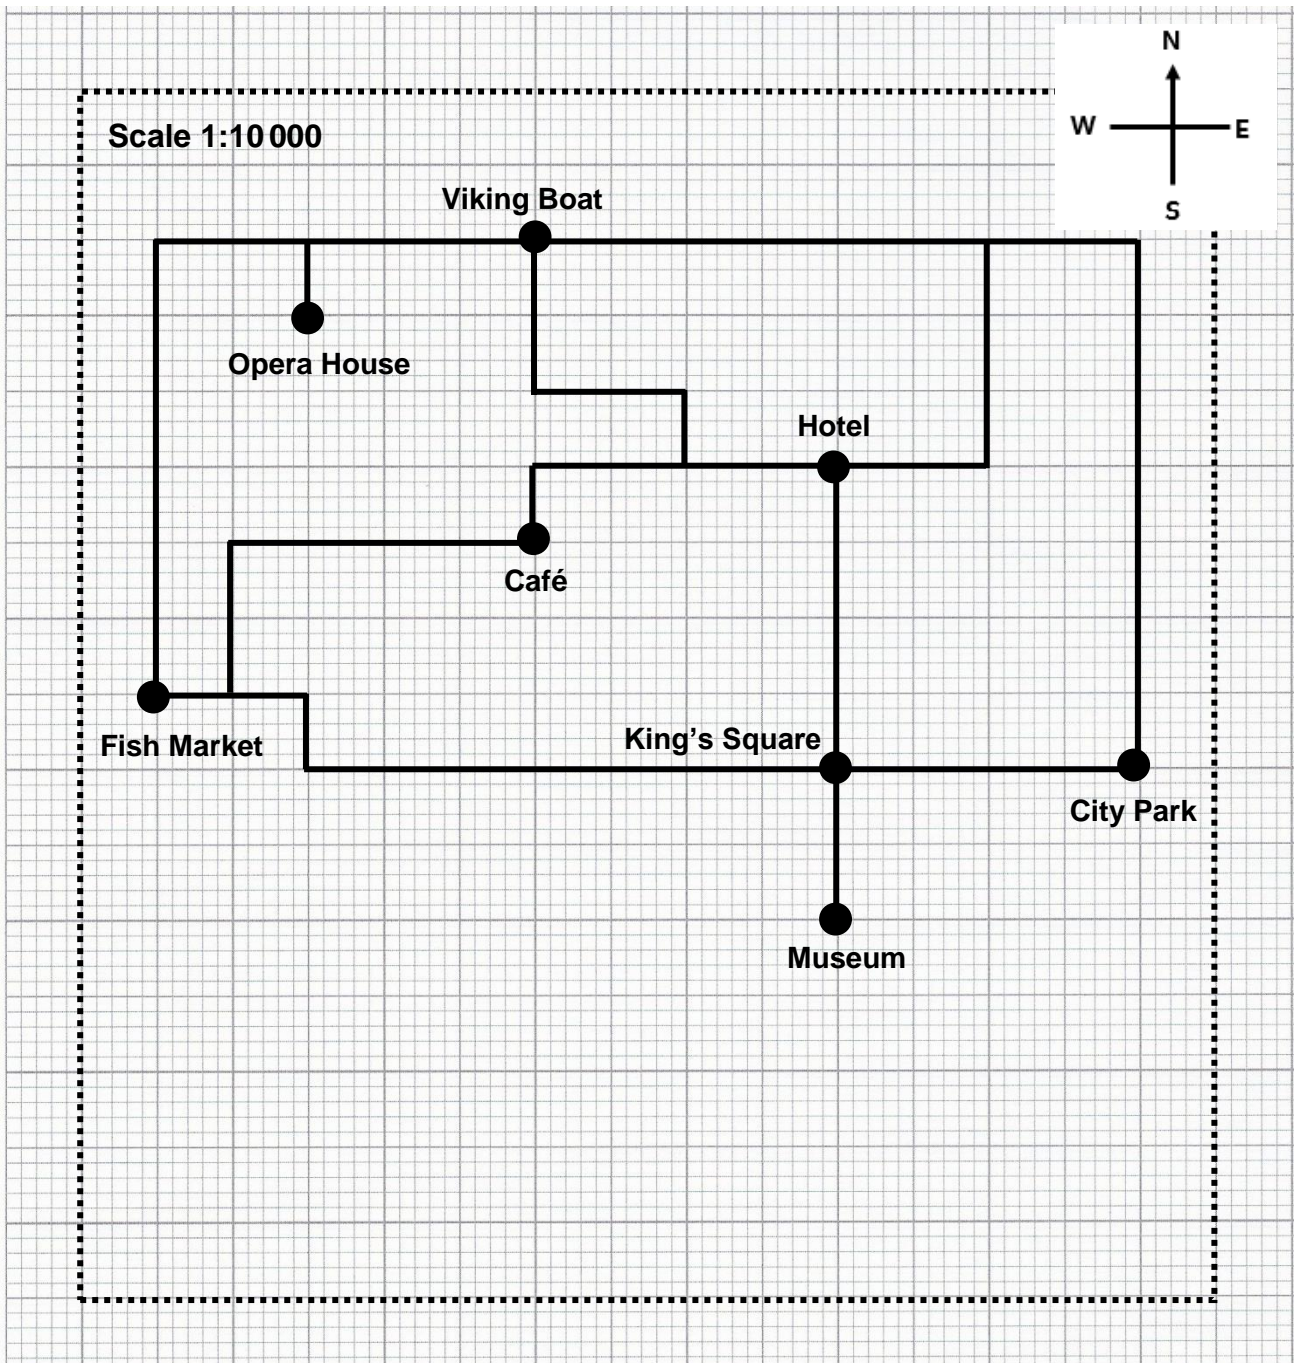 N
W E
S
Scale 1:10 000
Viking Boat
Opera House
Hotel
Café
Fish Market
King’s Square
City Park
Museum